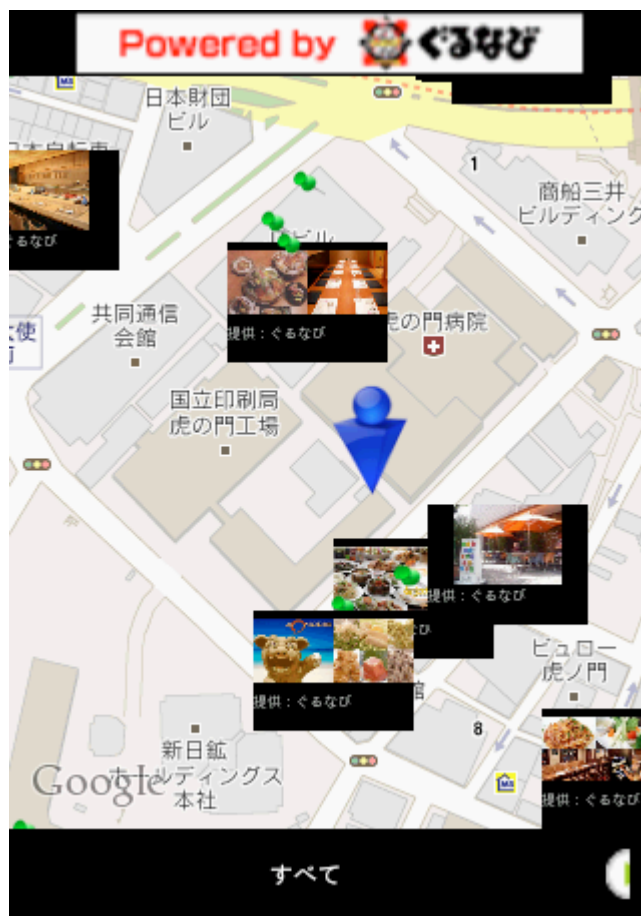 Powered by ぐるなび
日本財団
ビル
1
商船三井
ビルディング
ぐるなび
ビル
共同通信
会館
提供：ぐるなび
虎の門病院
国立印刷局
虎の門工場
提供：ぐるなび
なび
ビュロー
虎ノ門
提供：ぐるなび
館
8
新日鉱
ホールディングス
本社
Google
提供：ぐるなび
すべて